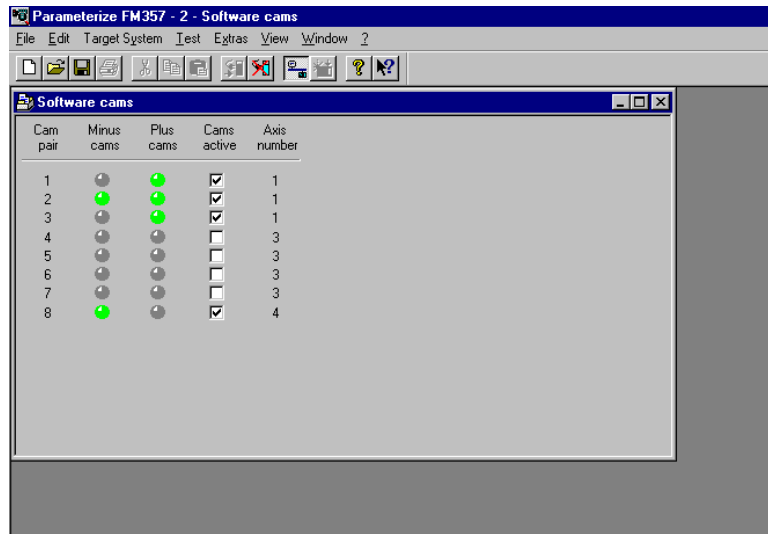 Parameterize FM357 - 2 - Software cams
File Edit Target System Test Extras View Window ?
Software cams
Cam pair Minus cams Plus cams Cams active Axis number
1 1
2 1
3 1
4 3
5 3
6 3
7 3
8 4